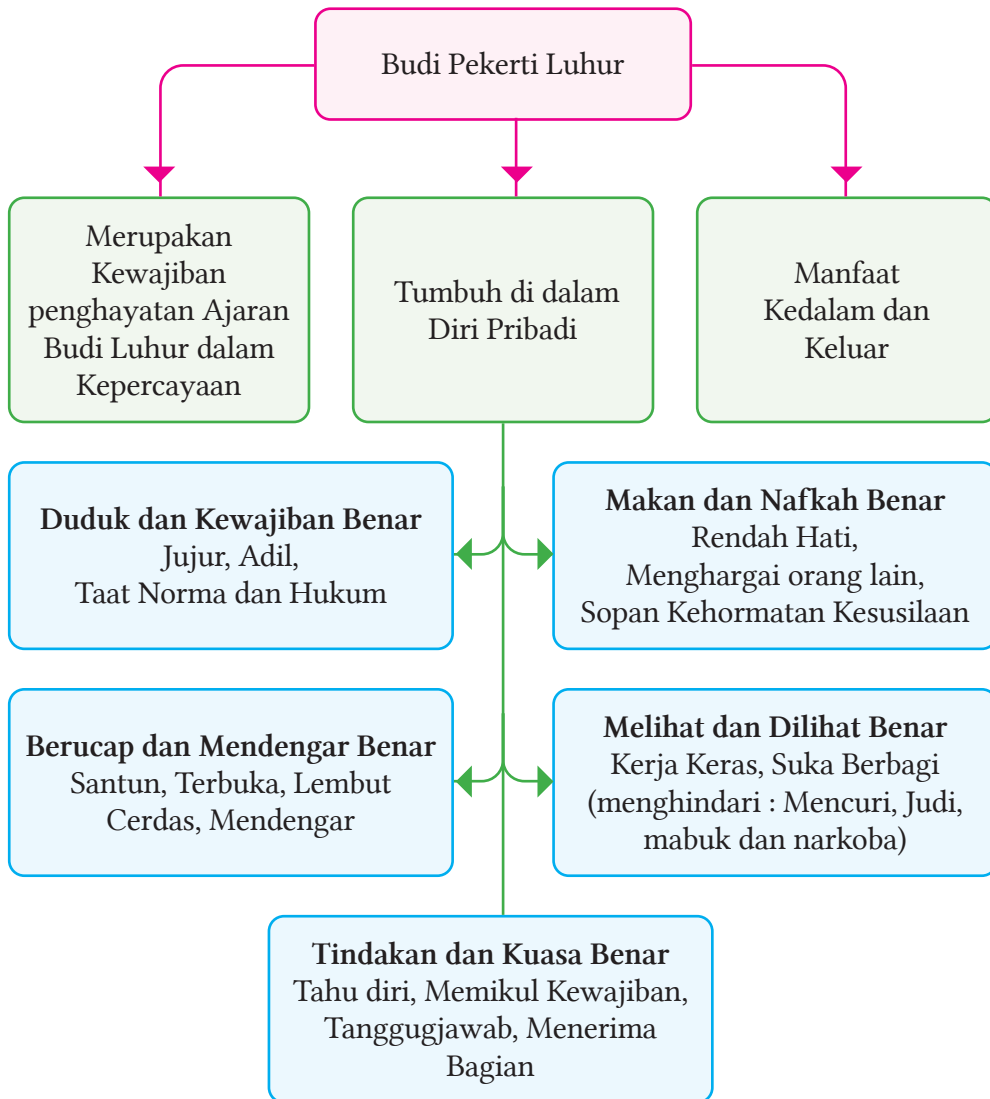 Budi Pekerti Luhur
Merupakan
Kewajiban
penghayatan Ajaran
Budi Luhur dalam
Kepercayaan
Tumbuh di dalam
Diri Pribadi
Manfaat
Kedalam dan
Keluar
Duduk dan Kewajiban Benar
Jujur, Adil,
Taat Norma dan Hukum
Makan dan Nafkah Benar
Rendah Hati,
Menghargai orang lain,
Sopan Kehormatan Kesusilaan
Berucap dan Mendengar Benar
Santun, Terbuka, Lembut
Cerdas, Mendengar
Melihat dan Dilihat Benar
Kerja Keras, Suka Berbagi
(menghindari : Mencuri, Judi,
mabuk dan narkoba)
Tindakan dan Kuasa Benar
Tahu diri, Memikul Kewajiban,
Tanggugjawab, Menerima
Bagian